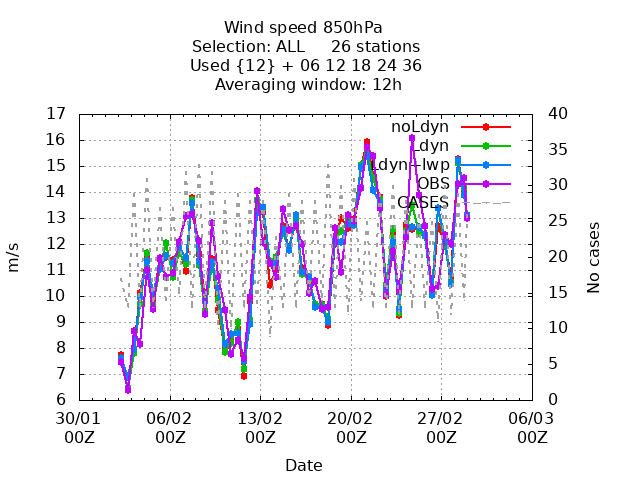 Wind speed 850hPa
Selection: ALL 26 stations
Used {12} + 06 12 18 24 36
Averaging window: 12h
17
16
15
14
13
12
11
10
9
8
7
6
m/s
40
35
30
25
20
15
10
5
0
No cases
noLdyn
Ldyn
Ldyn+lwp
OBS
CASES
30/01 06/02 13/02 20/02 27/02 06/03
00Z 00Z 00Z 00Z 00Z 00Z
Date